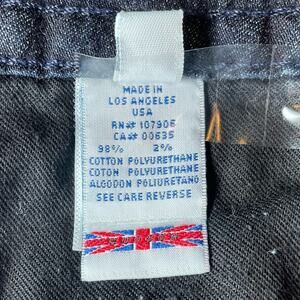 MADE IN
LOS ANGELES
USA
RN# 107906
CA# 00635
98% 2%
COTTON POLYURETHANE
COTON POLYURETHANE
ALGODON POLIURETANO
SEE CARE REVERSE